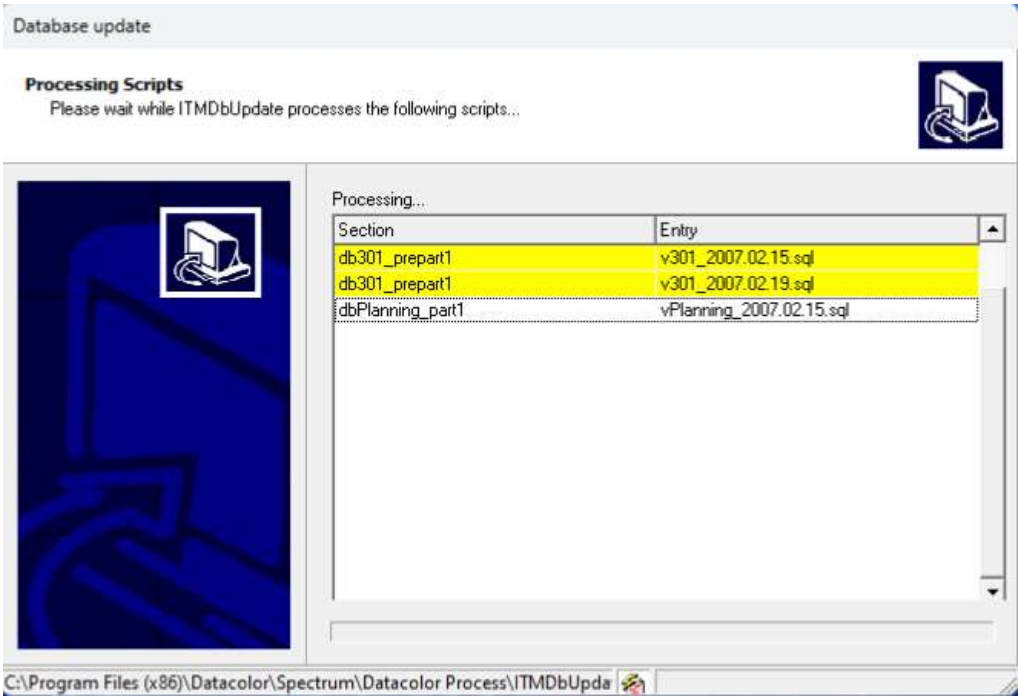 Database update
Processing Scripts
Please wait while ITMDbUpdate processes the following scripts...
Processing...
Section Entry
db301_prepart1 v301_2007.02.15.sql
db301_prepart1 v301_2007.02.19.sql
dbPlanning_part1 vPlanning_2007.02.15.sql
C:\Program Files (x86)\Datacolor\Spectrum\Datacolor Process\ITMDbUpda